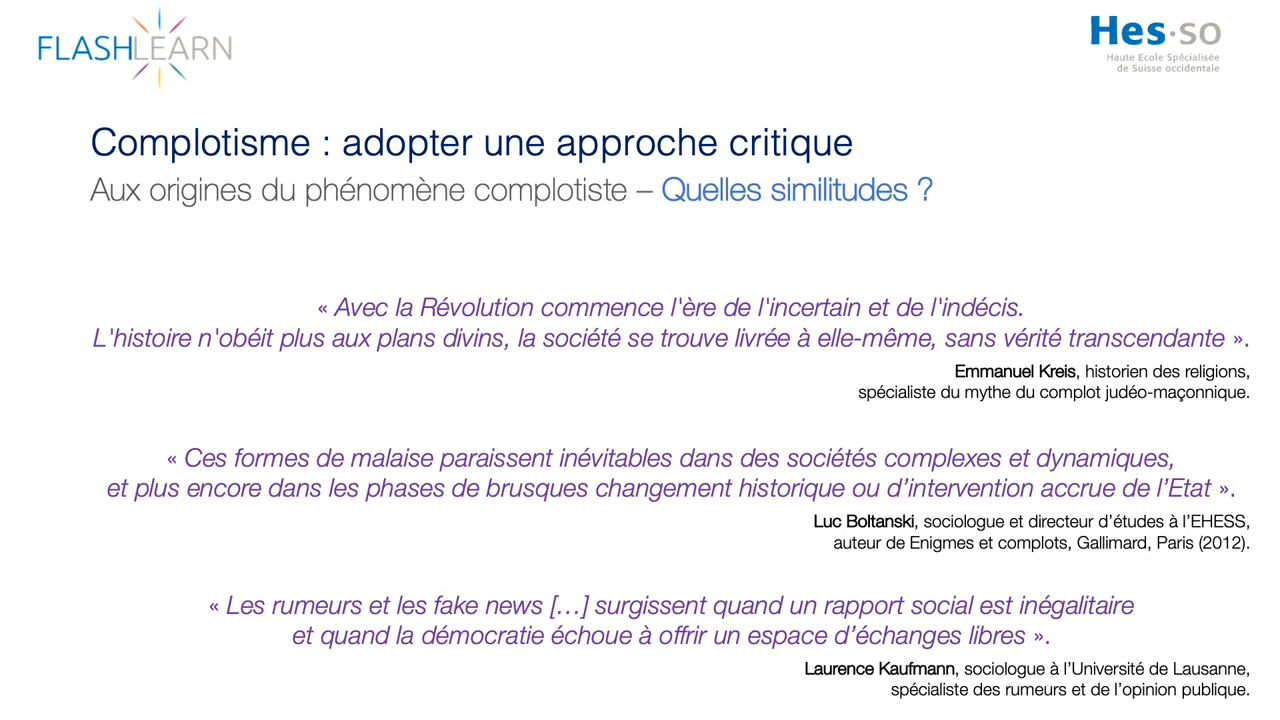 FLASHLEARN
Hes·so
Haute Ecole Spécialisée
de Suisse occidentale
Complotisme : adopter une approche critique
Aux origines du phénomène complotiste – Quelles similitudes ?
« Avec la Révolution commence l'ère de l'incertain et de l'indécis.
L'histoire n'obéit plus aux plans divins, la société se trouve livrée à elle-même, sans vérité transcendante ».
Emmanuel Kreis, historien des religions,
spécialiste du mythe du complot judéo-maçonnique.
« Ces formes de malaise paraissent inévitables dans des sociétés complexes et dynamiques,
et plus encore dans les phases de brusques changement historique ou d’intervention accrue de l’Etat ».
Luc Boltanski, sociologue et directeur d’études à l’EHESS,
auteur de Enigmes et complots, Gallimard, Paris (2012).
« Les rumeurs et les fake news […] surgissent quand un rapport social est inégalitaire
et quand la démocratie échoue à offrir un espace d’échanges libres ».
Laurence Kaufmann, sociologue à l’Université de Lausanne,
spécialiste des rumeurs et de l’opinion publique.